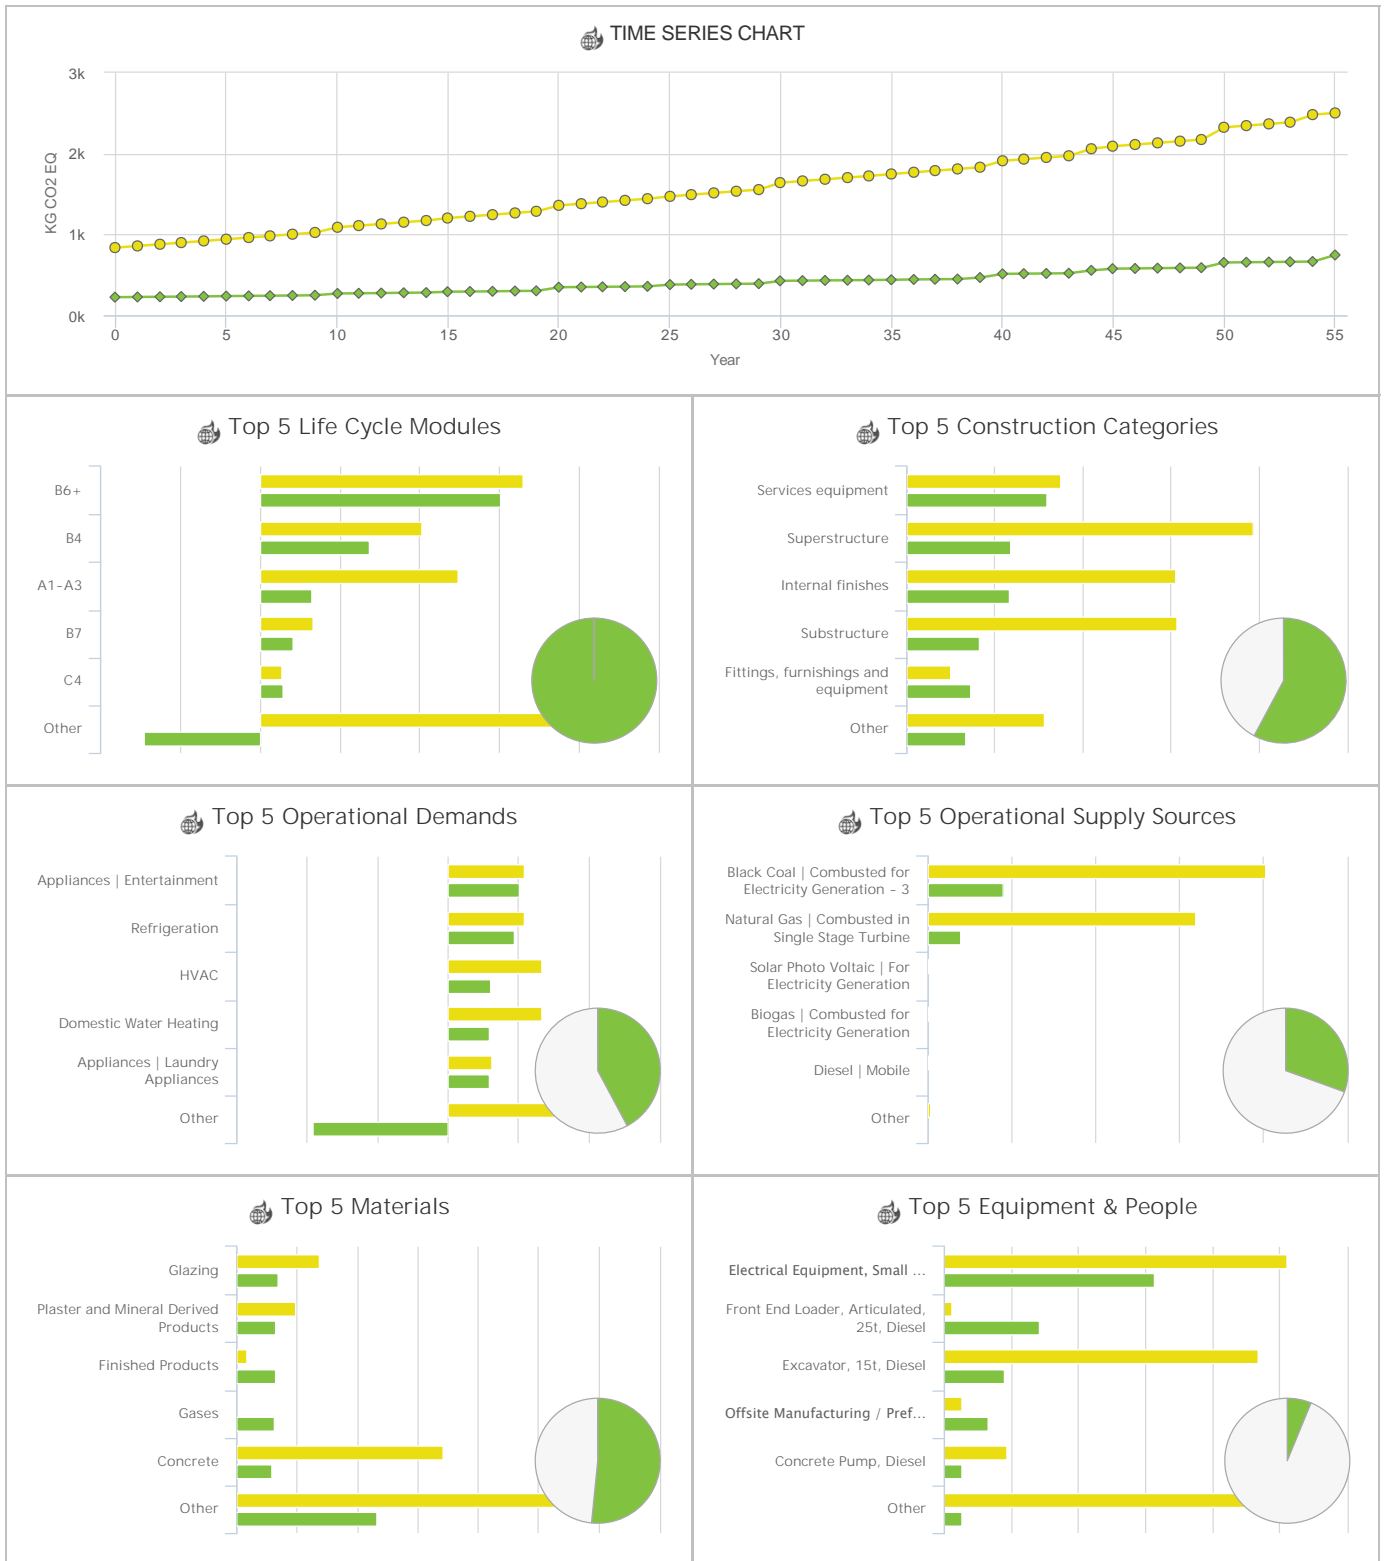 TIME SERIES CHART
3k
2k
1k
0k
KG CO2 EQ
0 5 10 15 20 25 30 35 40 45 50 55
Year
Top 5 Life Cycle Modules
B6+
B4
A1-A3
B7
C4
Other
Top 5 Construction Categories
Services equipment
Superstructure
Internal finishes
Substructure
Fittings, furnishings and
equipment
Other
Top 5 Operational Demands
Appliances | Entertainment
Refrigeration
HVAC
Domestic Water Heating
Appliances | Laundry
Appliances
Other
Top 5 Operational Supply Sources
Black Coal | Combusted for
Electricity Generation - 3
Natural Gas | Combusted in
Single Stage Turbine
Solar Photo Voltaic | For
Electricity Generation
Biogas | Combusted for
Electricity Generation
Diesel | Mobile
Other
Top 5 Materials
Glazing
Plaster and Mineral Derived
Products
Finished Products
Gases
Concrete
Other
Top 5 Equipment & People
Electrical Equipment, Small ...
Front End Loader, Articulated,
25t, Diesel
Excavator, 15t, Diesel
Offsite Manufacturing / Pref...
Concrete Pump, Diesel
Other